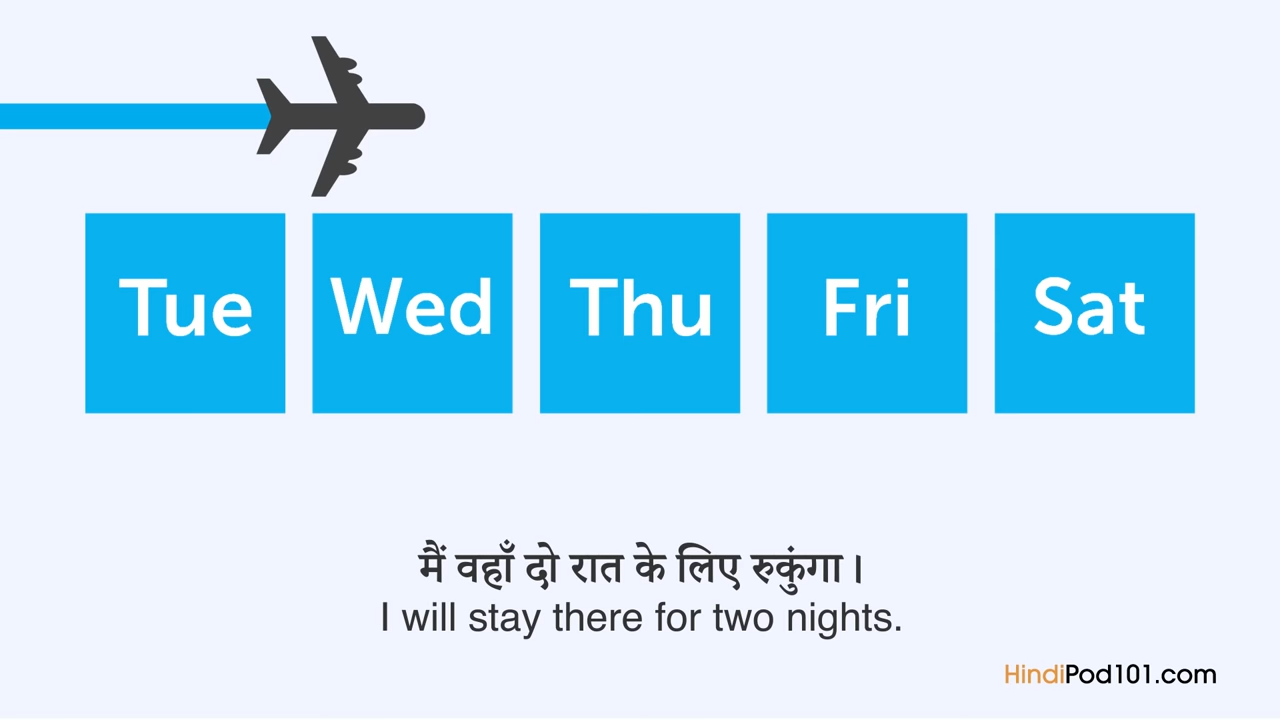 Tue Wed Thu Fri Sat
मैं वहाँ दो रात के लिए रुकुंगा।
I will stay there for two nights.
HindiPod101.com